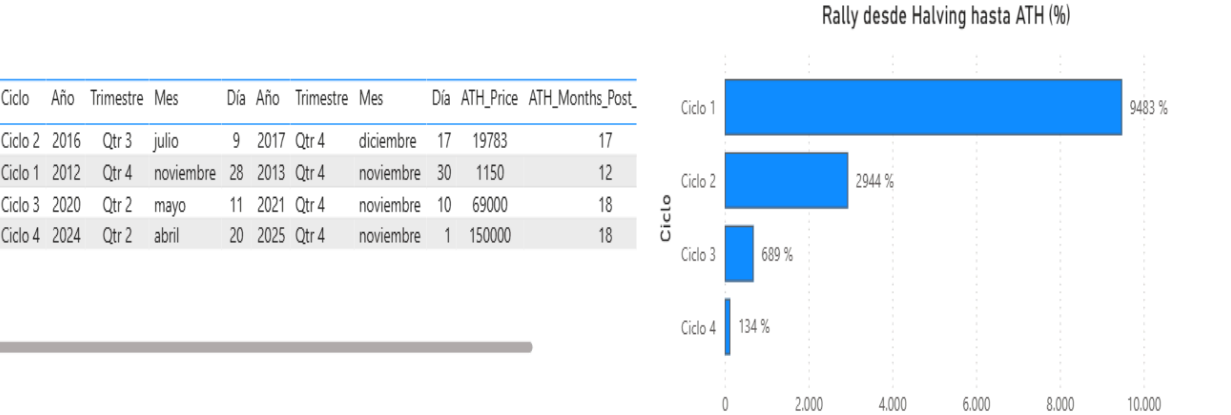 Rally desde Halving hasta ATH (%)
Ciclo Año Trimestre Mes Día Año Trimestre Mes Día ATH_Price ATH_Months_Post_
Ciclo 2 2016 Qtr 3 julio 9 2017 Qtr 4 diciembre 17 19783 17
Ciclo 1 2012 Qtr 4 noviembre 28 2013 Qtr 4 noviembre 30 1150 12
Ciclo 3 2020 Qtr 2 mayo 11 2021 Qtr 4 noviembre 10 69000 18
Ciclo 4 2024 Qtr 2 abril 20 2025 Qtr 4 noviembre 1 150000 18
Ciclo
Ciclo 1 9483 %
Ciclo 2 2944 %
Ciclo 3 689 %
Ciclo 4 134 %
0 2.000 4.000 6.000 8.000 10.000